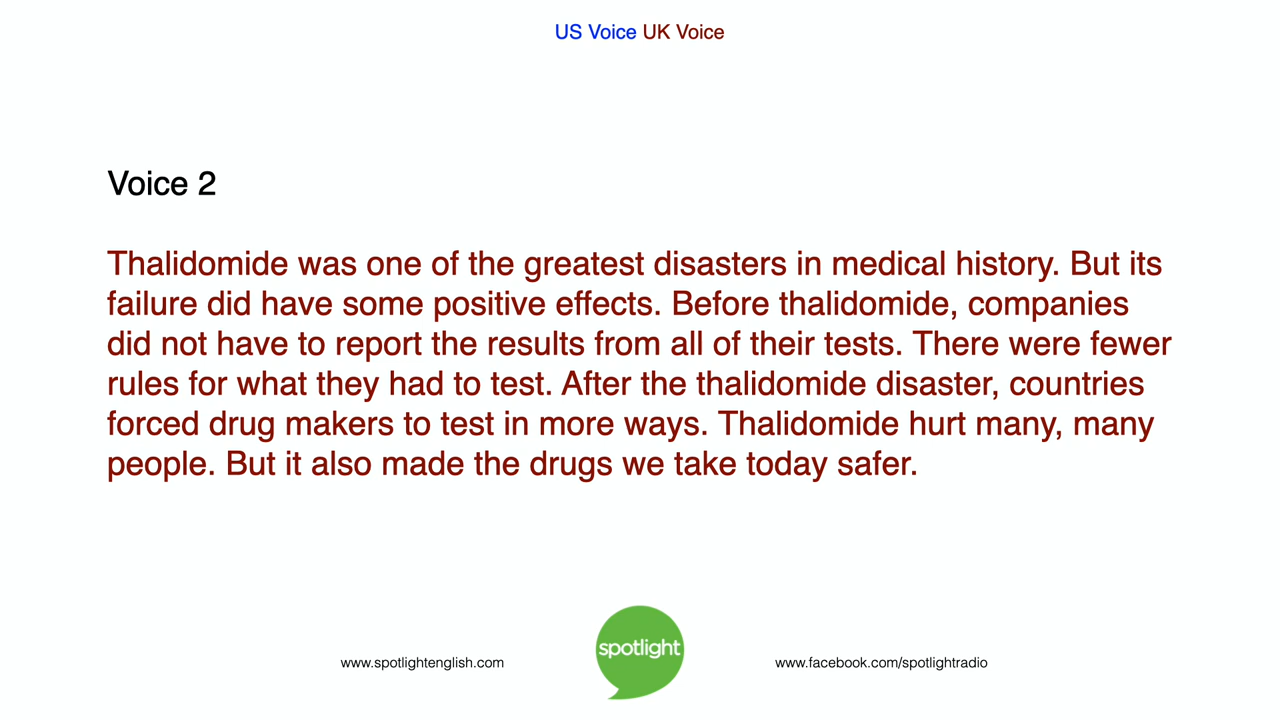 US Voice UK Voice
Voice 2
Thalidomide was one of the greatest disasters in medical history. But its
failure did have some positive effects. Before thalidomide, companies
did not have to report the results from all of their tests. There were fewer
rules for what they had to test. After the thalidomide disaster, countries
forced drug makers to test in more ways. Thalidomide hurt many, many
people. But it also made the drugs we take today safer.
www.spotlightenglish.com
spotlight
www.facebook.com/spotlightradio